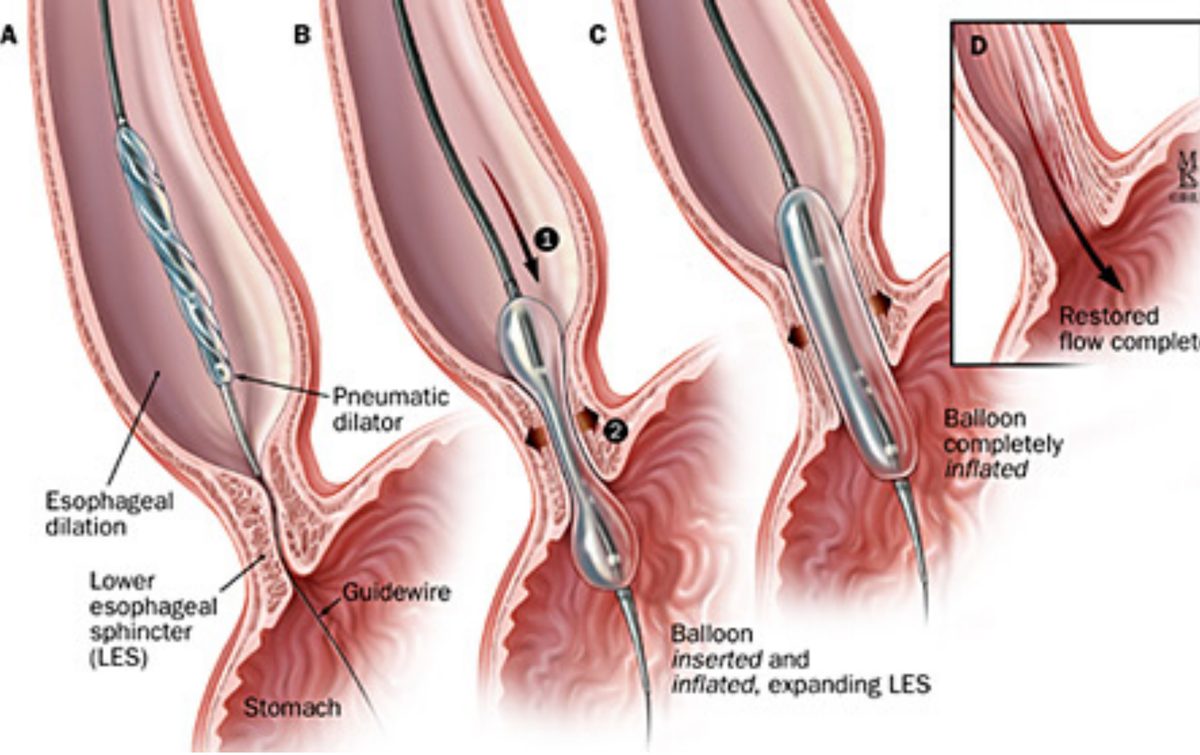 A
B
C
D
1
2
Pneumatic
dilator
Esophageal
dilation
Lower
esophageal
sphincter
(LES)
Guidewire
Stomach
Balloon
inserted and
inflated, expanding LES
Balloon
completely
inflated
Restored
flow complet